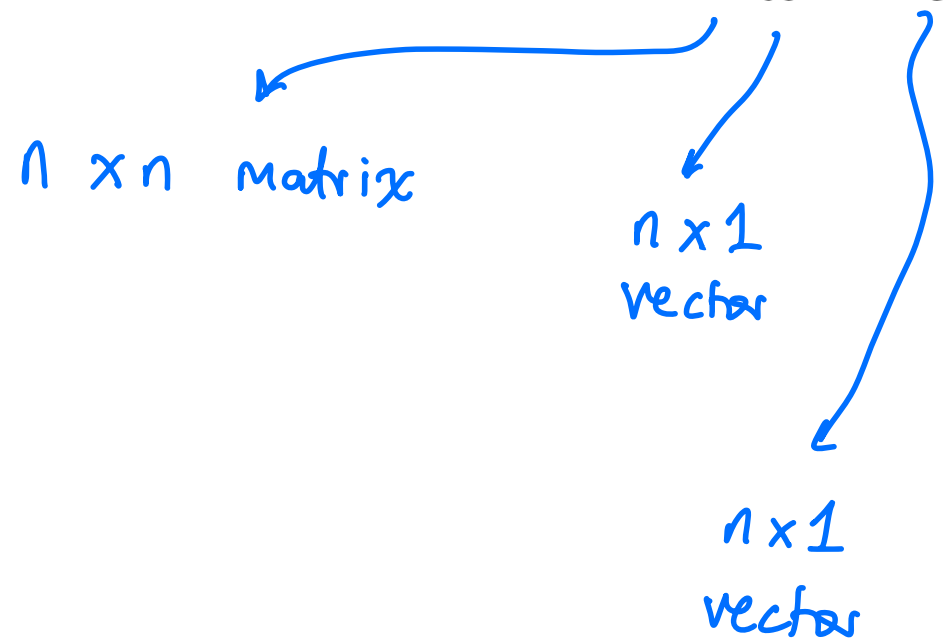 n x n matrix
n x 1
vector
n x 1
vector